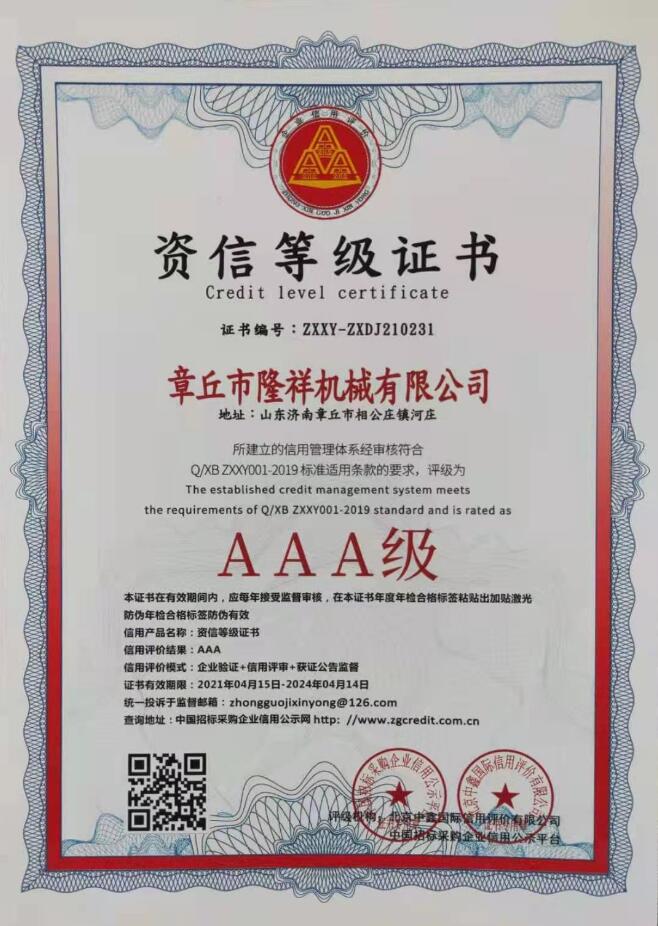 企业信用评价
资信等级证书
Credit level certificate
证书编号：ZXXY-ZXDJ210231
章丘市隆祥机械有限公司
地址：山东济南章丘市相公庄镇河庄
所建立的信用管理体系经审核符合
Q/XB ZXXY001-2019 标准适用条款的要求，评级为
The established credit management system meets
the requirements of Q/XB ZXXY001-2019 standard and is rated as
AAA级
本证书在有效期间内，应每年接受监督审核，在本证书年度年检合格标签粘贴出加贴激光
防伪年检合格标签防伪有效
信用产品名称：资信等级证书
信用评价结果：AAA
信用评价模式：企业验证+信用评审+获证公告监督
证书有效期限：2021年04月15日-2024年04月14日
统一投诉于监督邮箱：zhongguojixinyong@126.com
查询地址：中国招标采购企业信用公示网 http: //www.zgcredit.com.cn
评级机构：北京中鑫国际信用评价有限公司
中国招标采购企业信用公示平台